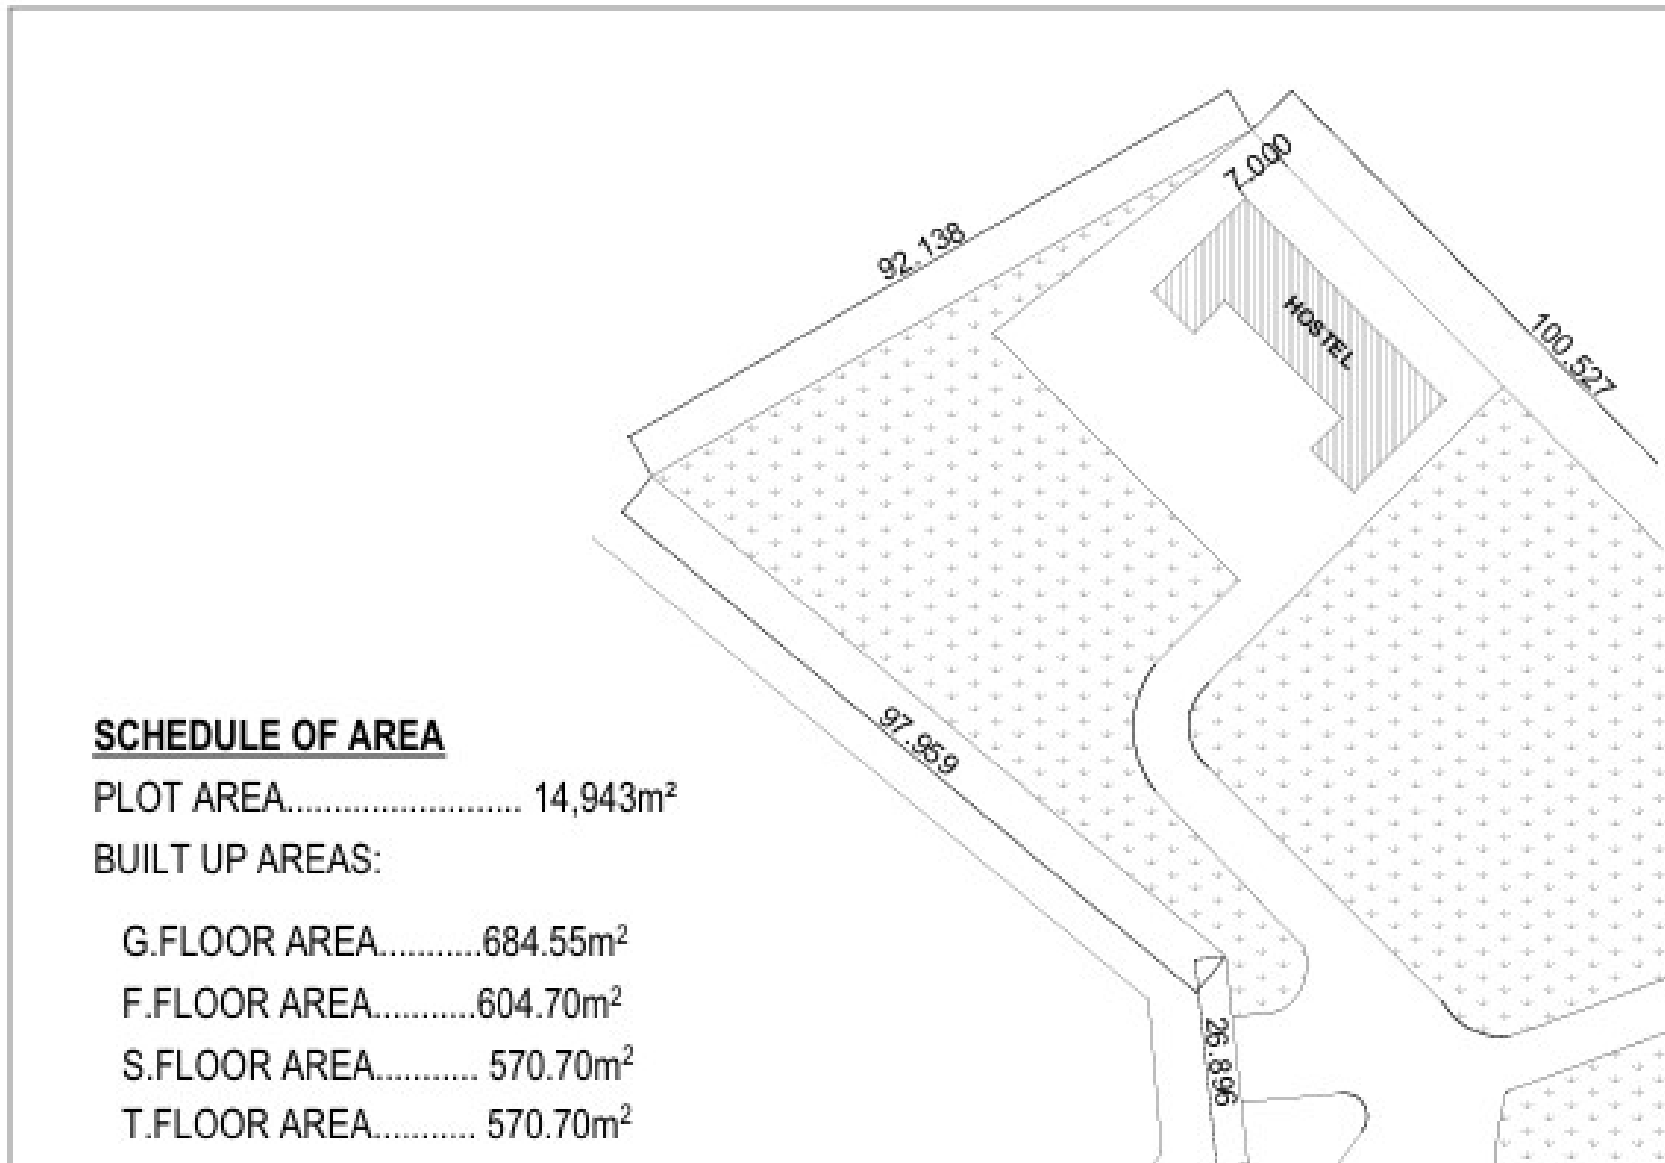 92.138
7.000
HOSTEL
100.527
97.959
26.896
SCHEDULE OF AREA
PLOT AREA......................... 14,943m²
BUILT UP AREAS:
G.FLOOR AREA...........684.55m²
F.FLOOR AREA...........604.70m²
S.FLOOR AREA........... 570.70m²
T.FLOOR AREA........... 570.70m²